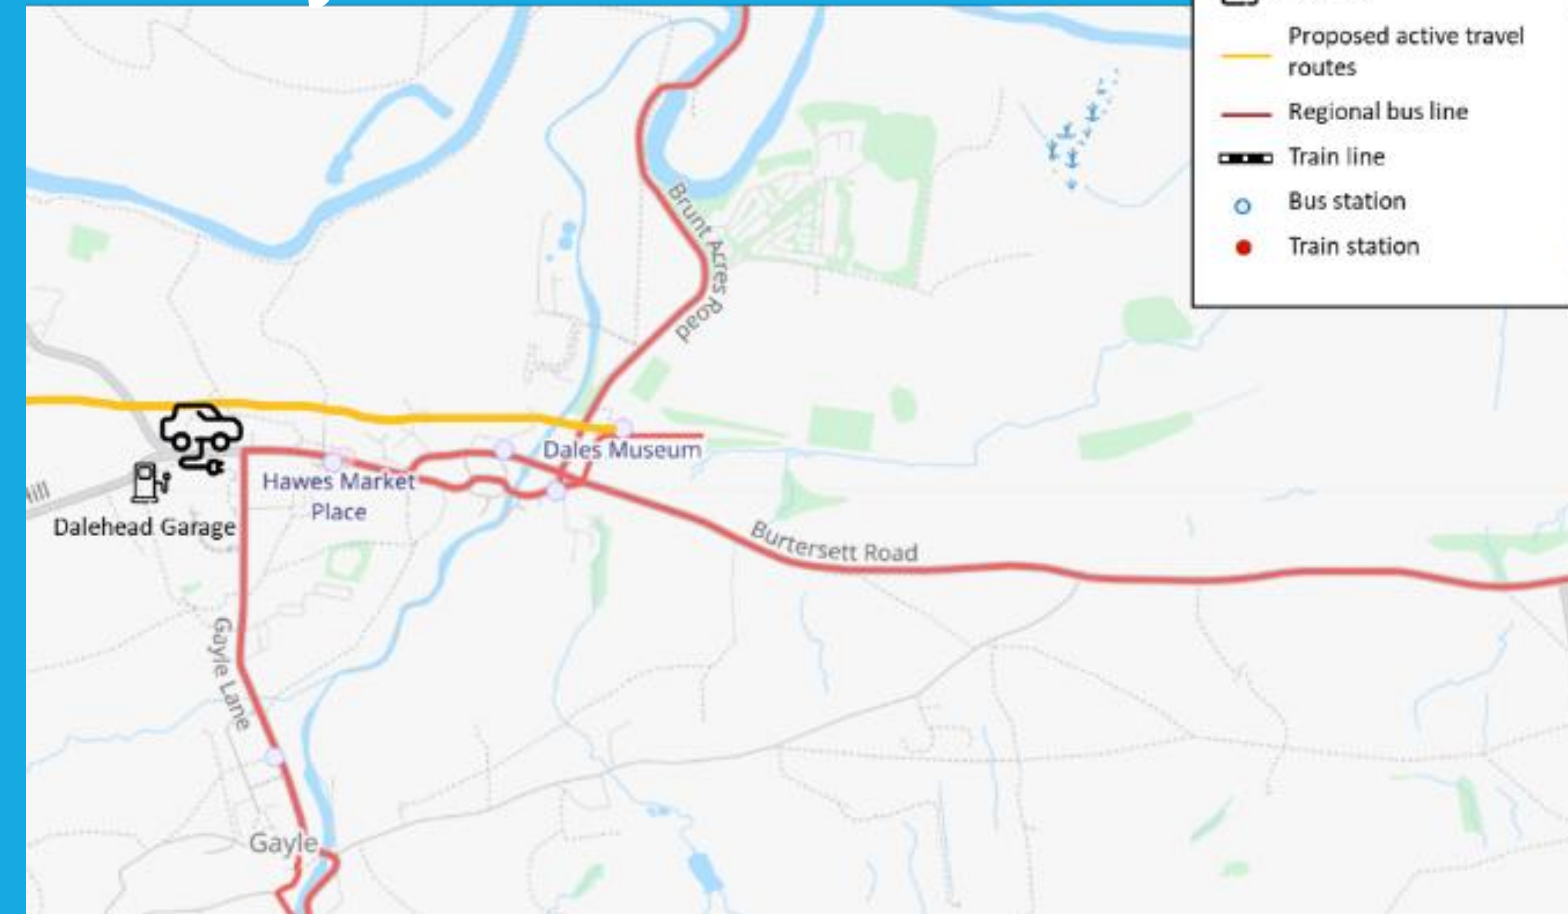 Proposed active travel
routes
Regional bus line
Train line
Bus station
Train station
Brunt Acres Road
Dales Museum
Hawes Market
Place
Dalehead Garage
Burtersett Road
Gayle Lane
Gayle